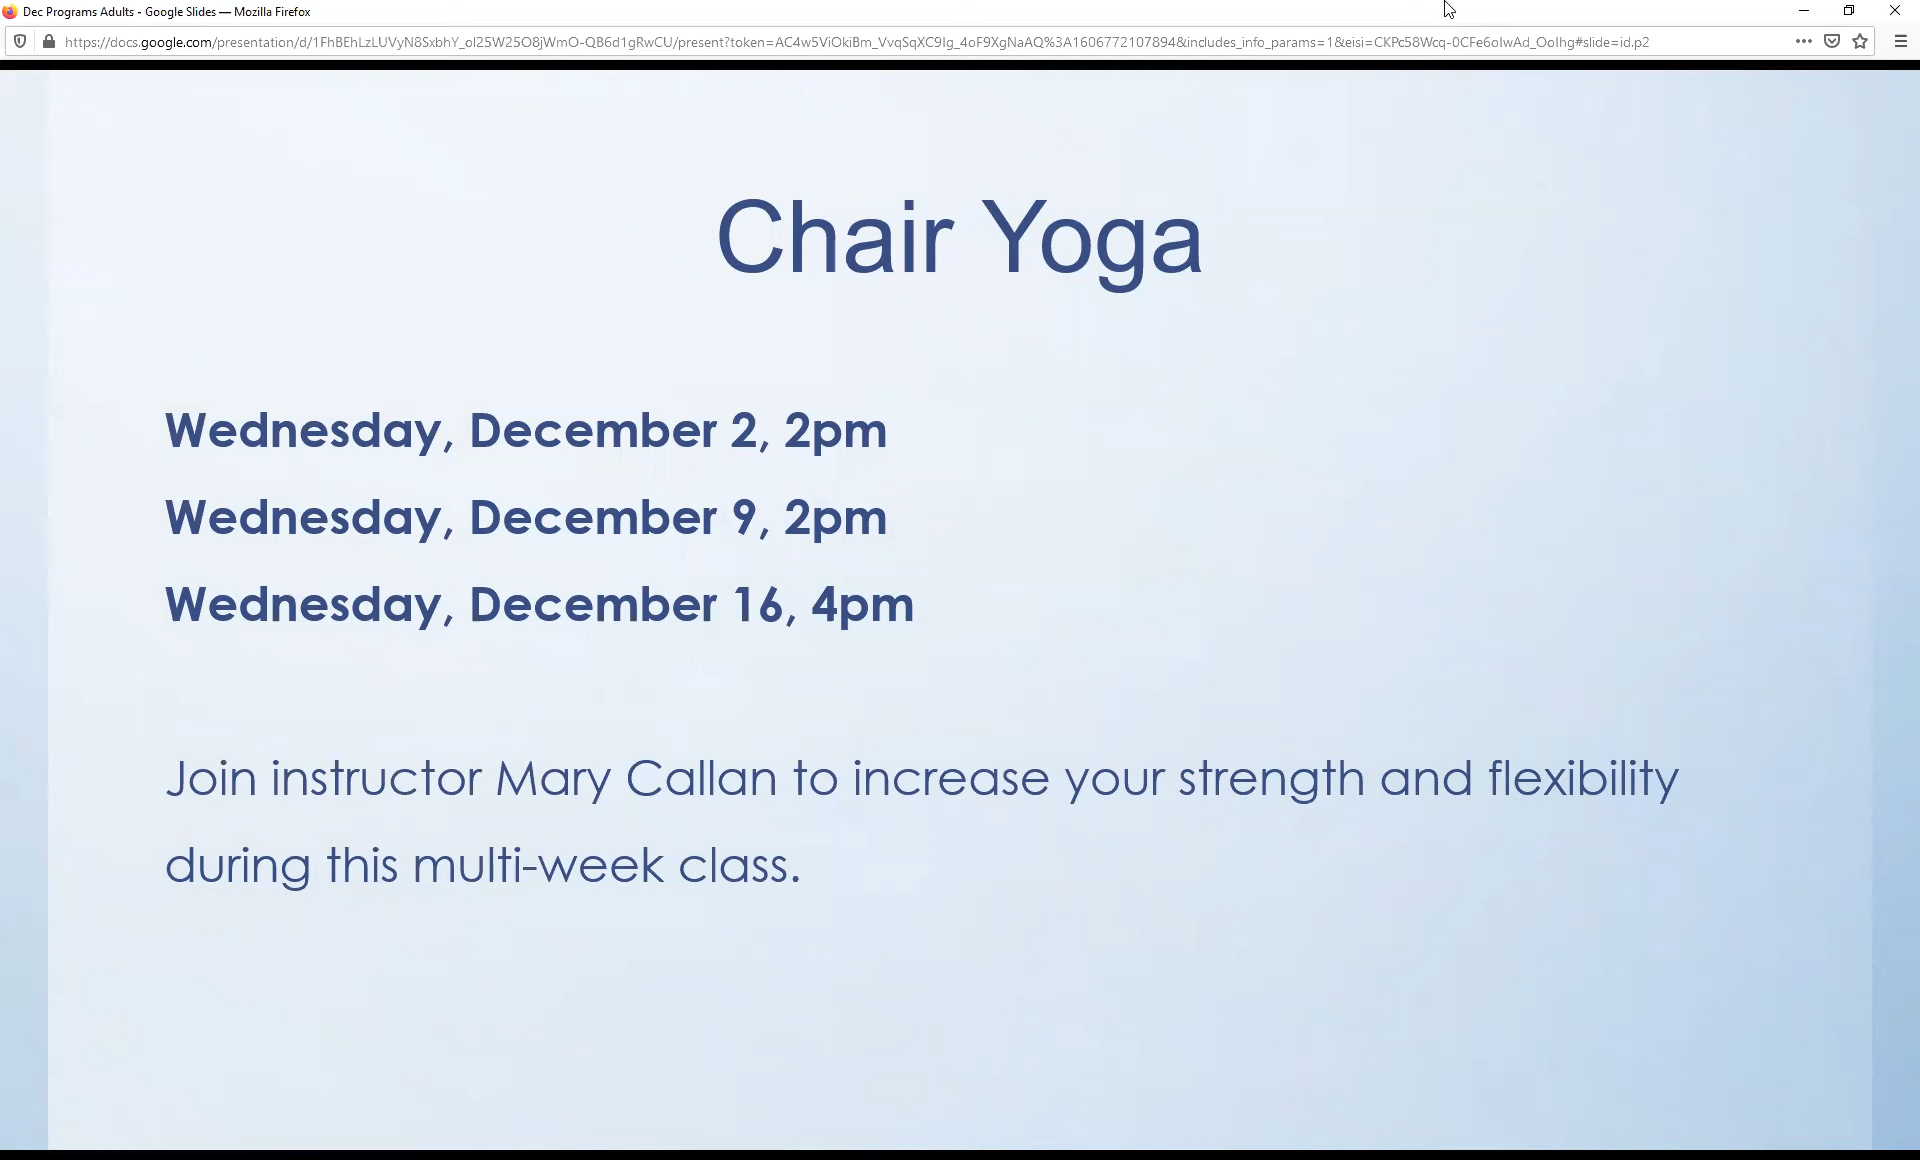 Dec Programs Adults - Google Slides — Mozilla Firefox
https://docs.google.com/presentation/d/1FhBEhLzLUVyN8SxbhY_ol25W25O8jWmO-QB6d1gRwCU/present?token=AC4w5ViOkiBm_VvqSqXC9Ig_4oF9XgNaAQ%3A1606772107894&includes_info_params=1&eisi=CKPc58Wcq-0CFe6oIwAd_OoIhg#slide=id.p2
Chair Yoga
Wednesday, December 2, 2pm
Wednesday, December 9, 2pm
Wednesday, December 16, 4pm
Join instructor Mary Callan to increase your strength and flexibility
during this multi-week class.